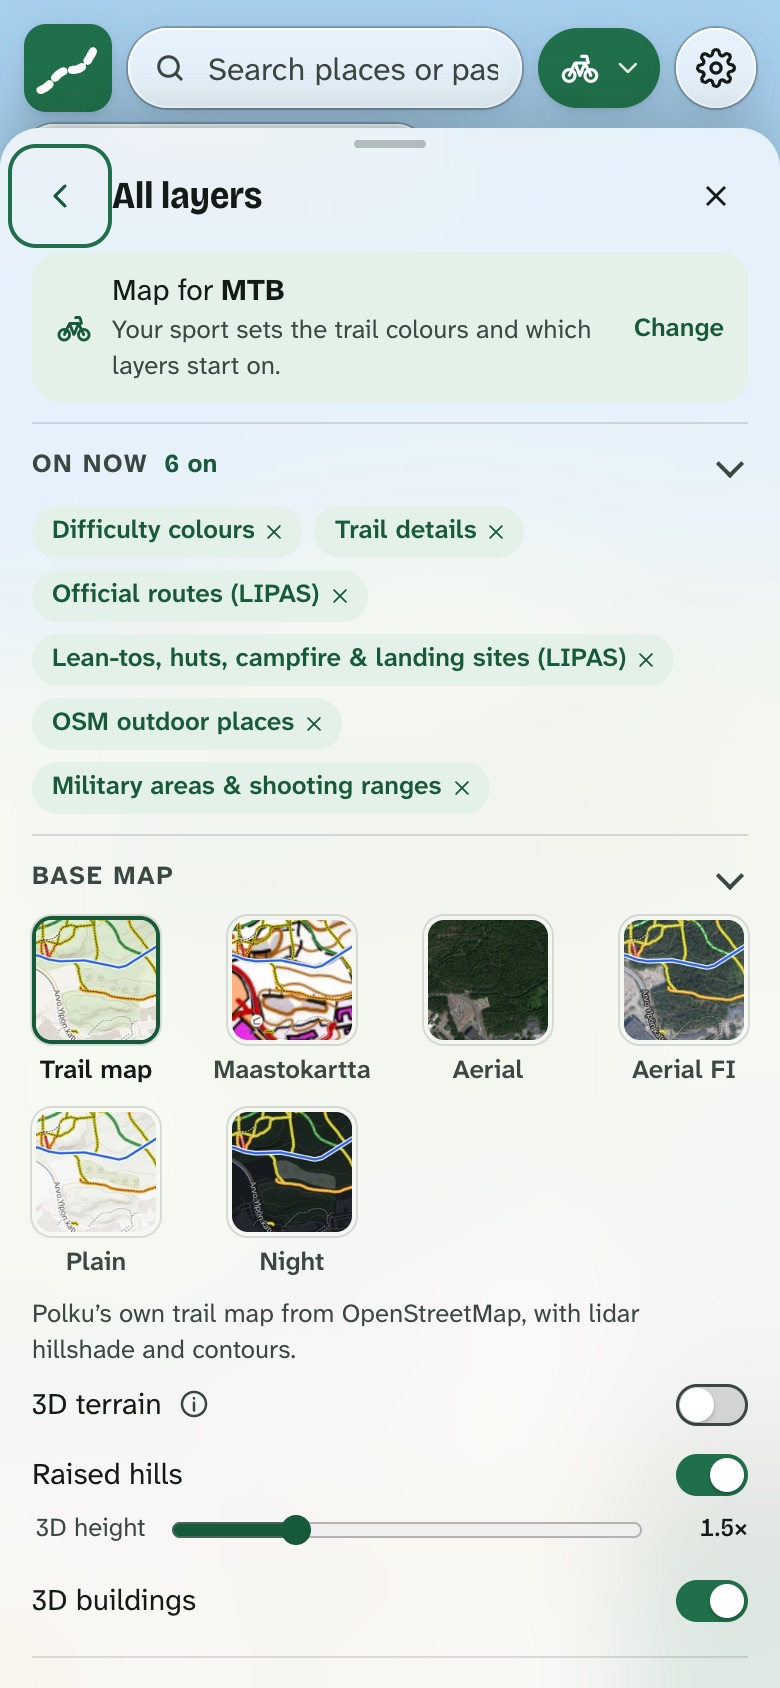 Search places or pas
All layers
Map for MTB
Your sport sets the trail colours and which
layers start on.
Change
ON NOW 6 on
Difficulty colours
Trail details
Official routes (LIPAS)
Lean-tos, huts, campfire & landing sites (LIPAS)
OSM outdoor places
Military areas & shooting ranges
BASE MAP
Trail map
Maastokartta
Aerial
Aerial FI
Plain
Night
Polku’s own trail map from OpenStreetMap, with lidar
hillshade and contours.
3D terrain
Raised hills
3D height
1.5×
3D buildings